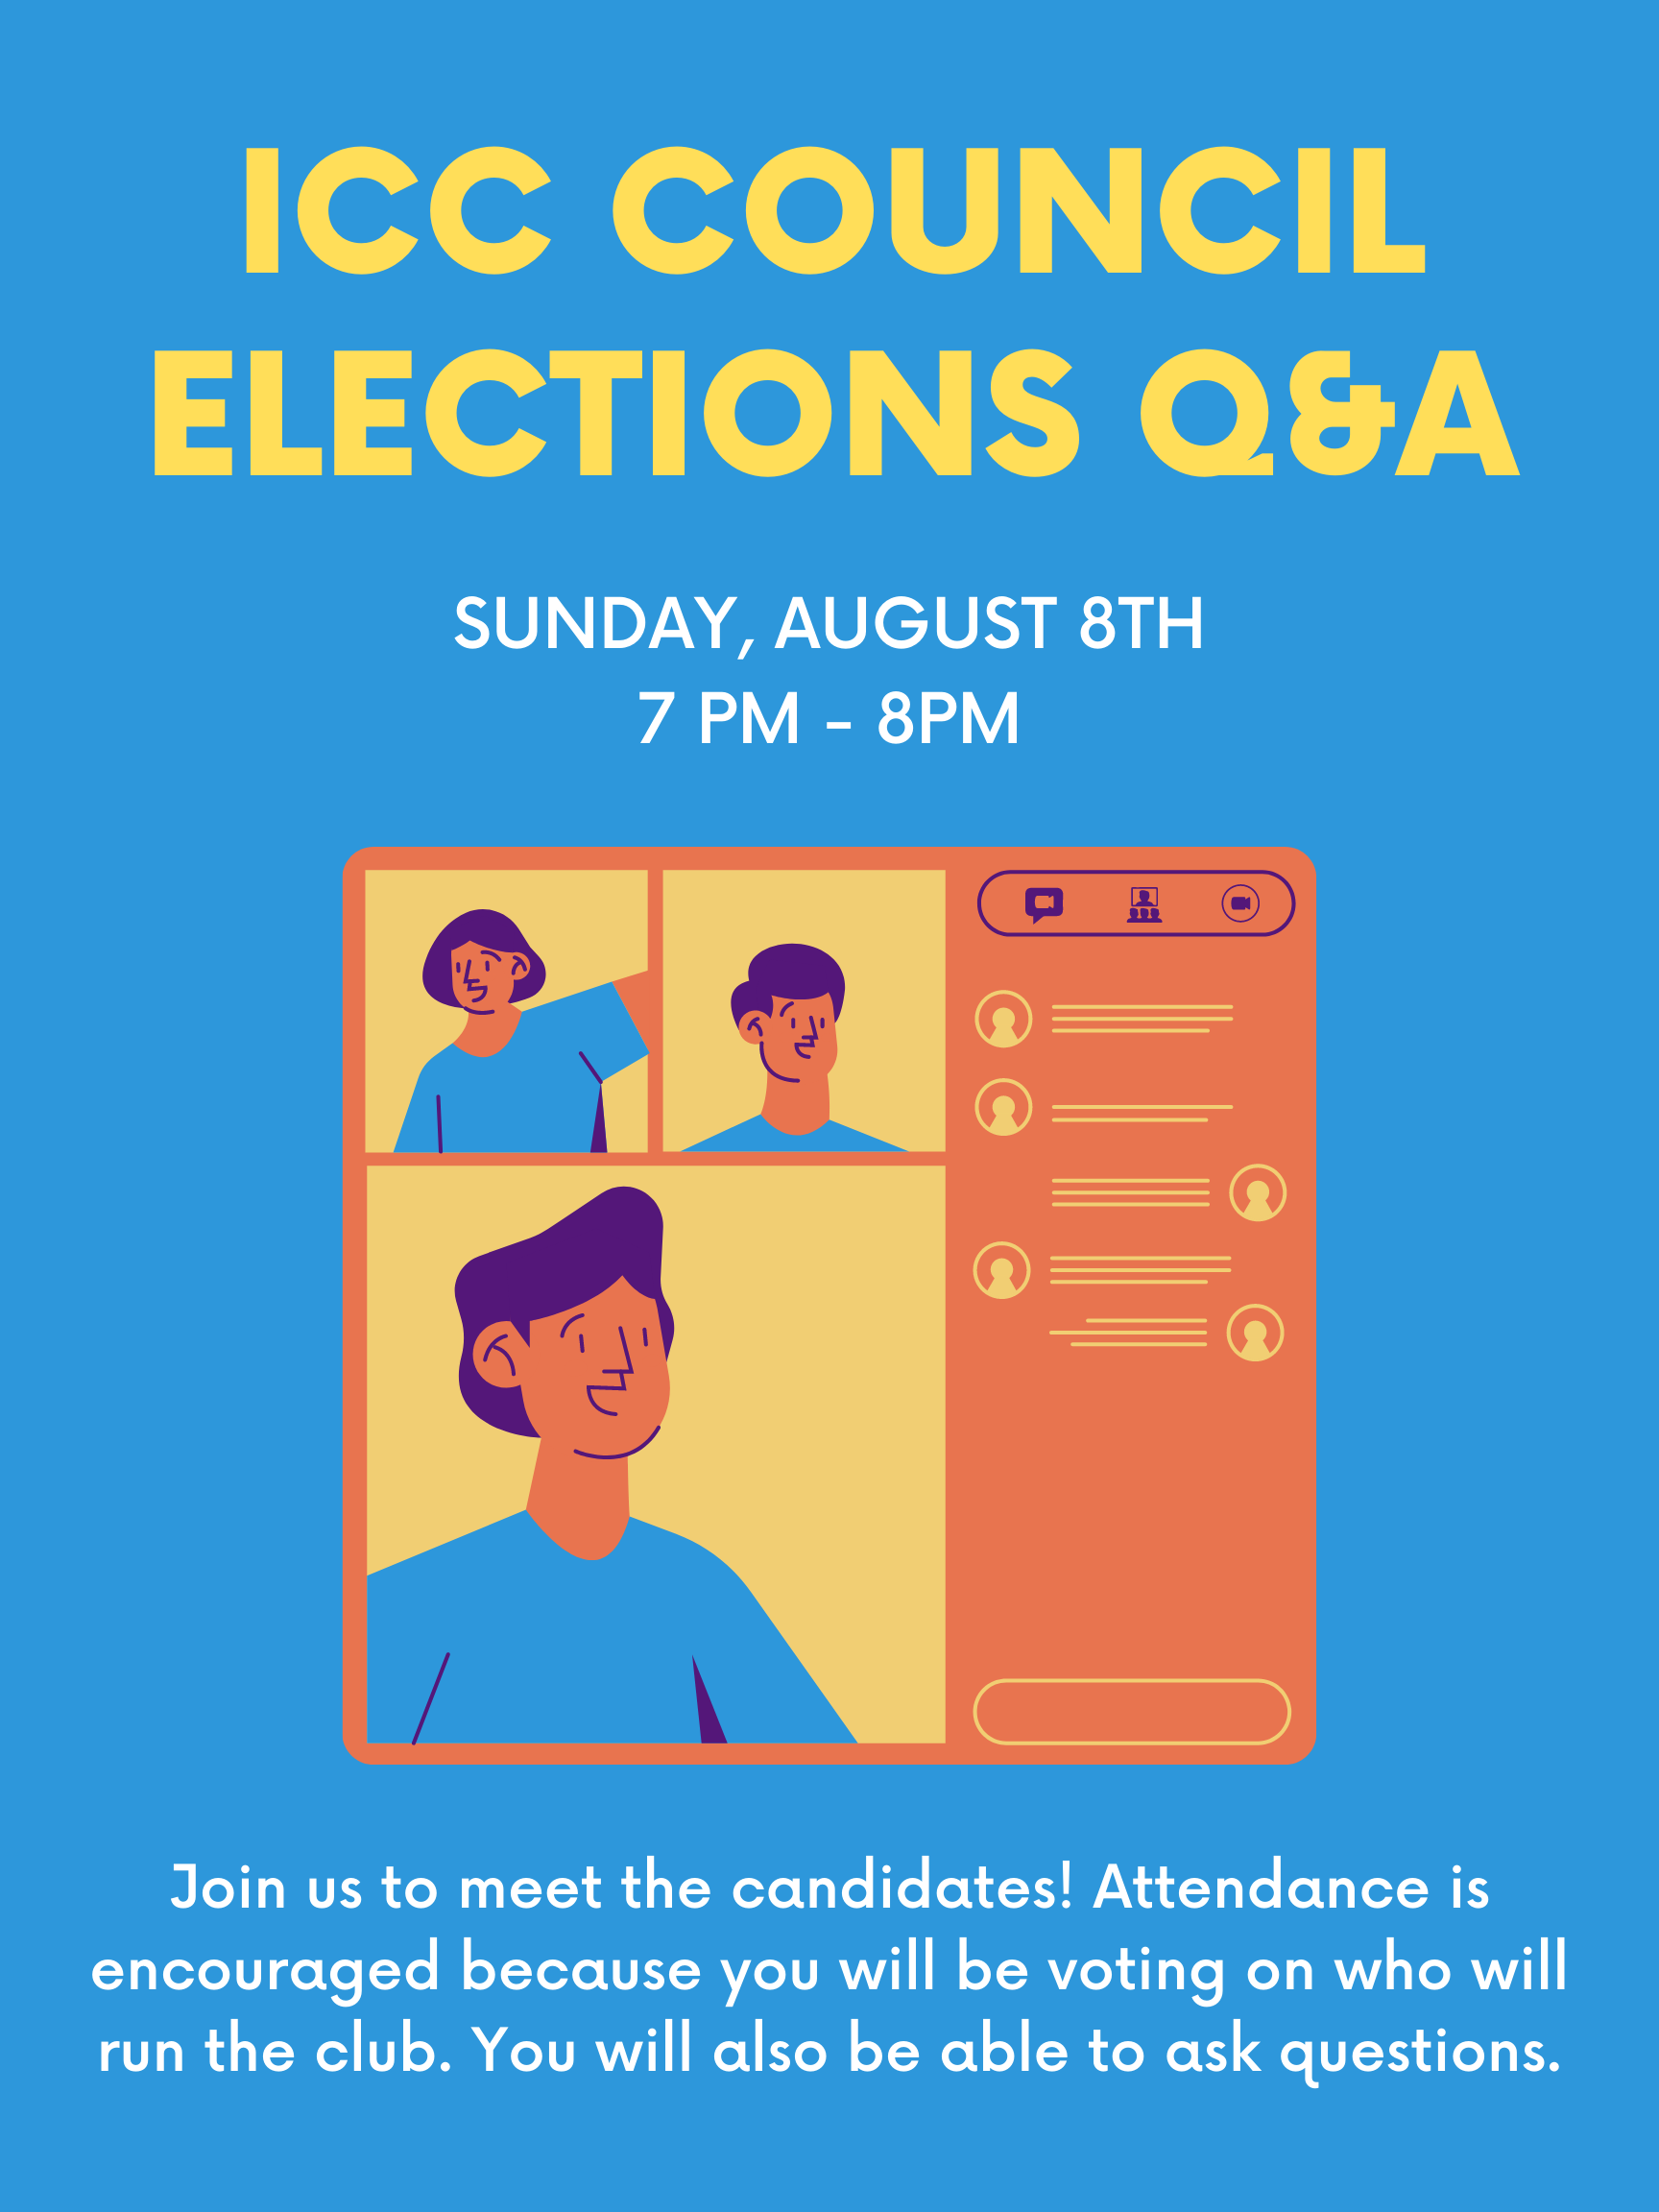 ICC COUNCIL
ELECTIONS Q&A
SUNDAY, AUGUST 8TH
7 PM - 8PM
Join us to meet the candidates! Attendance is
encouraged because you will be voting on who will
run the club. You will also be able to ask questions.